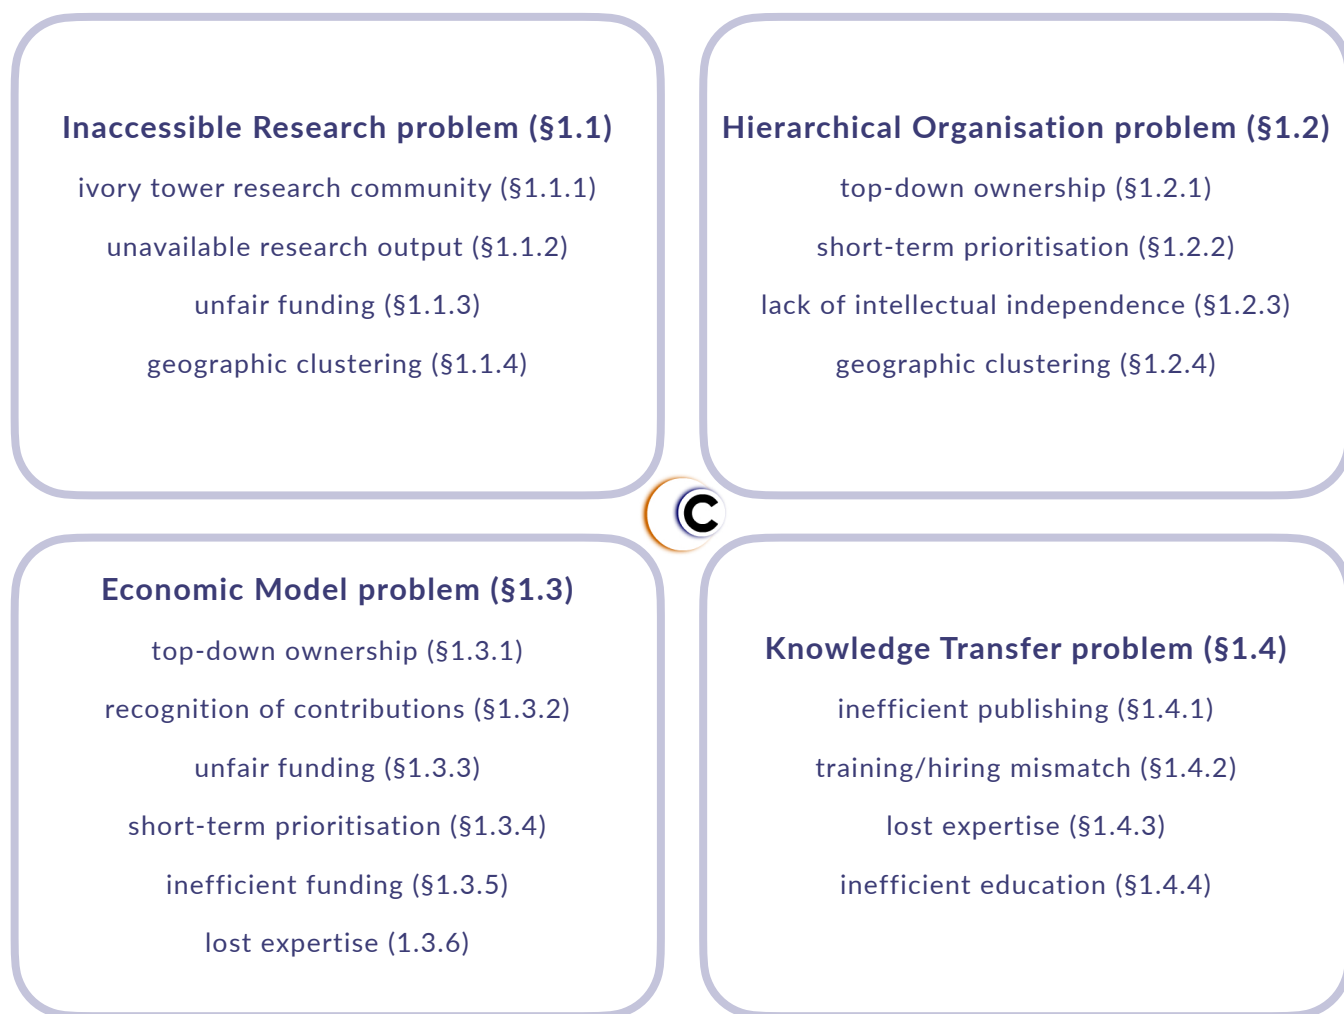 Inaccessible Research problem (§1.1)
ivory tower research community (§1.1.1)
unavailable research output (§1.1.2)
unfair funding (§1.1.3)
geographic clustering (§1.1.4)
Hierarchical Organisation problem (§1.2)
top-down ownership (§1.2.1)
short-term prioritisation (§1.2.2)
lack of intellectual independence (§1.2.3)
geographic clustering (§1.2.4)
C
Economic Model problem (§1.3)
top-down ownership (§1.3.1)
recognition of contributions (§1.3.2)
unfair funding (§1.3.3)
short-term prioritisation (§1.3.4)
inefficient funding (§1.3.5)
lost expertise (1.3.6)
Knowledge Transfer problem (§1.4)
inefficient publishing (§1.4.1)
training/hiring mismatch (§1.4.2)
lost expertise (§1.4.3)
inefficient education (§1.4.4)